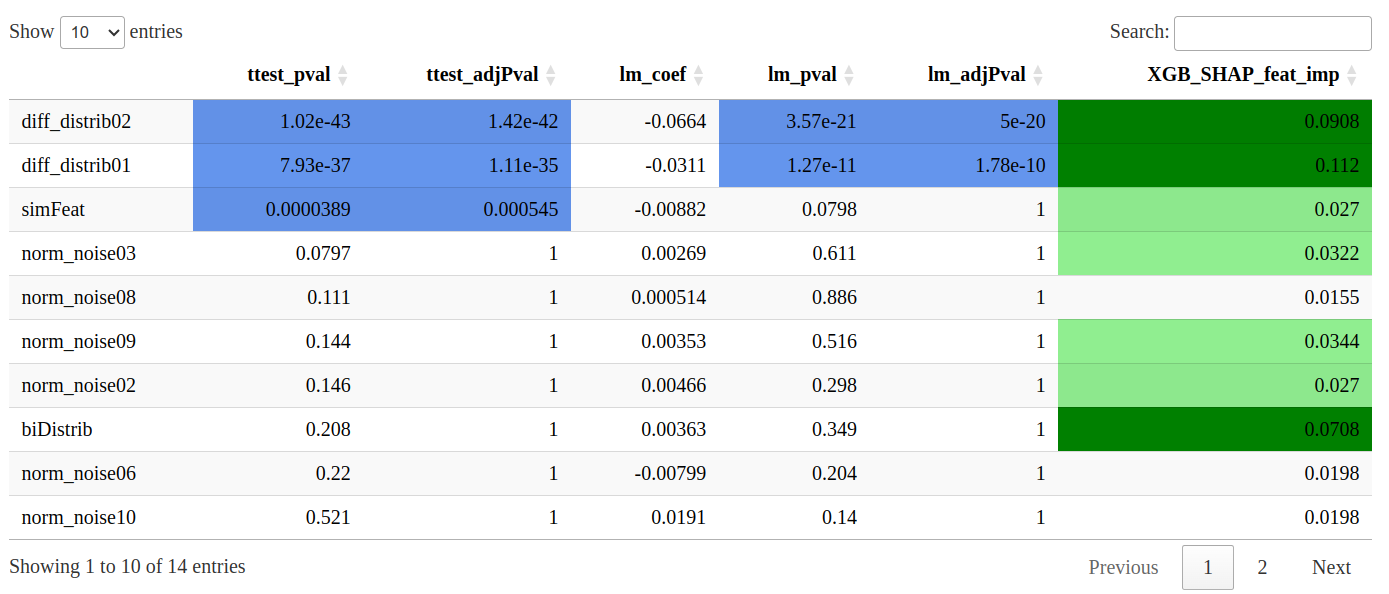 Show 10 entries Search:
ttest_pval ttest_adjPval lm_coef lm_pval lm_adjPval XGB_SHAP_feat_imp
diff_distrib02 1.02e-43 1.42e-42 -0.0664 3.57e-21 5e-20 0.0908
diff_distrib01 7.93e-37 1.11e-35 -0.0311 1.27e-11 1.78e-10 0.112
simFeat 0.0000389 0.000545 -0.00882 0.0798 1 0.027
norm_noise03 0.0797 1 0.00269 0.611 1 0.0322
norm_noise08 0.111 1 0.000514 0.886 1 0.0155
norm_noise09 0.144 1 0.00353 0.516 1 0.0344
norm_noise02 0.146 1 0.00466 0.298 1 0.027
biDistrib 0.208 1 0.00363 0.349 1 0.0708
norm_noise06 0.22 1 -0.00799 0.204 1 0.0198
norm_noise10 0.521 1 0.0191 0.14 1 0.0198
Showing 1 to 10 of 14 entries Previous 1 2 Next